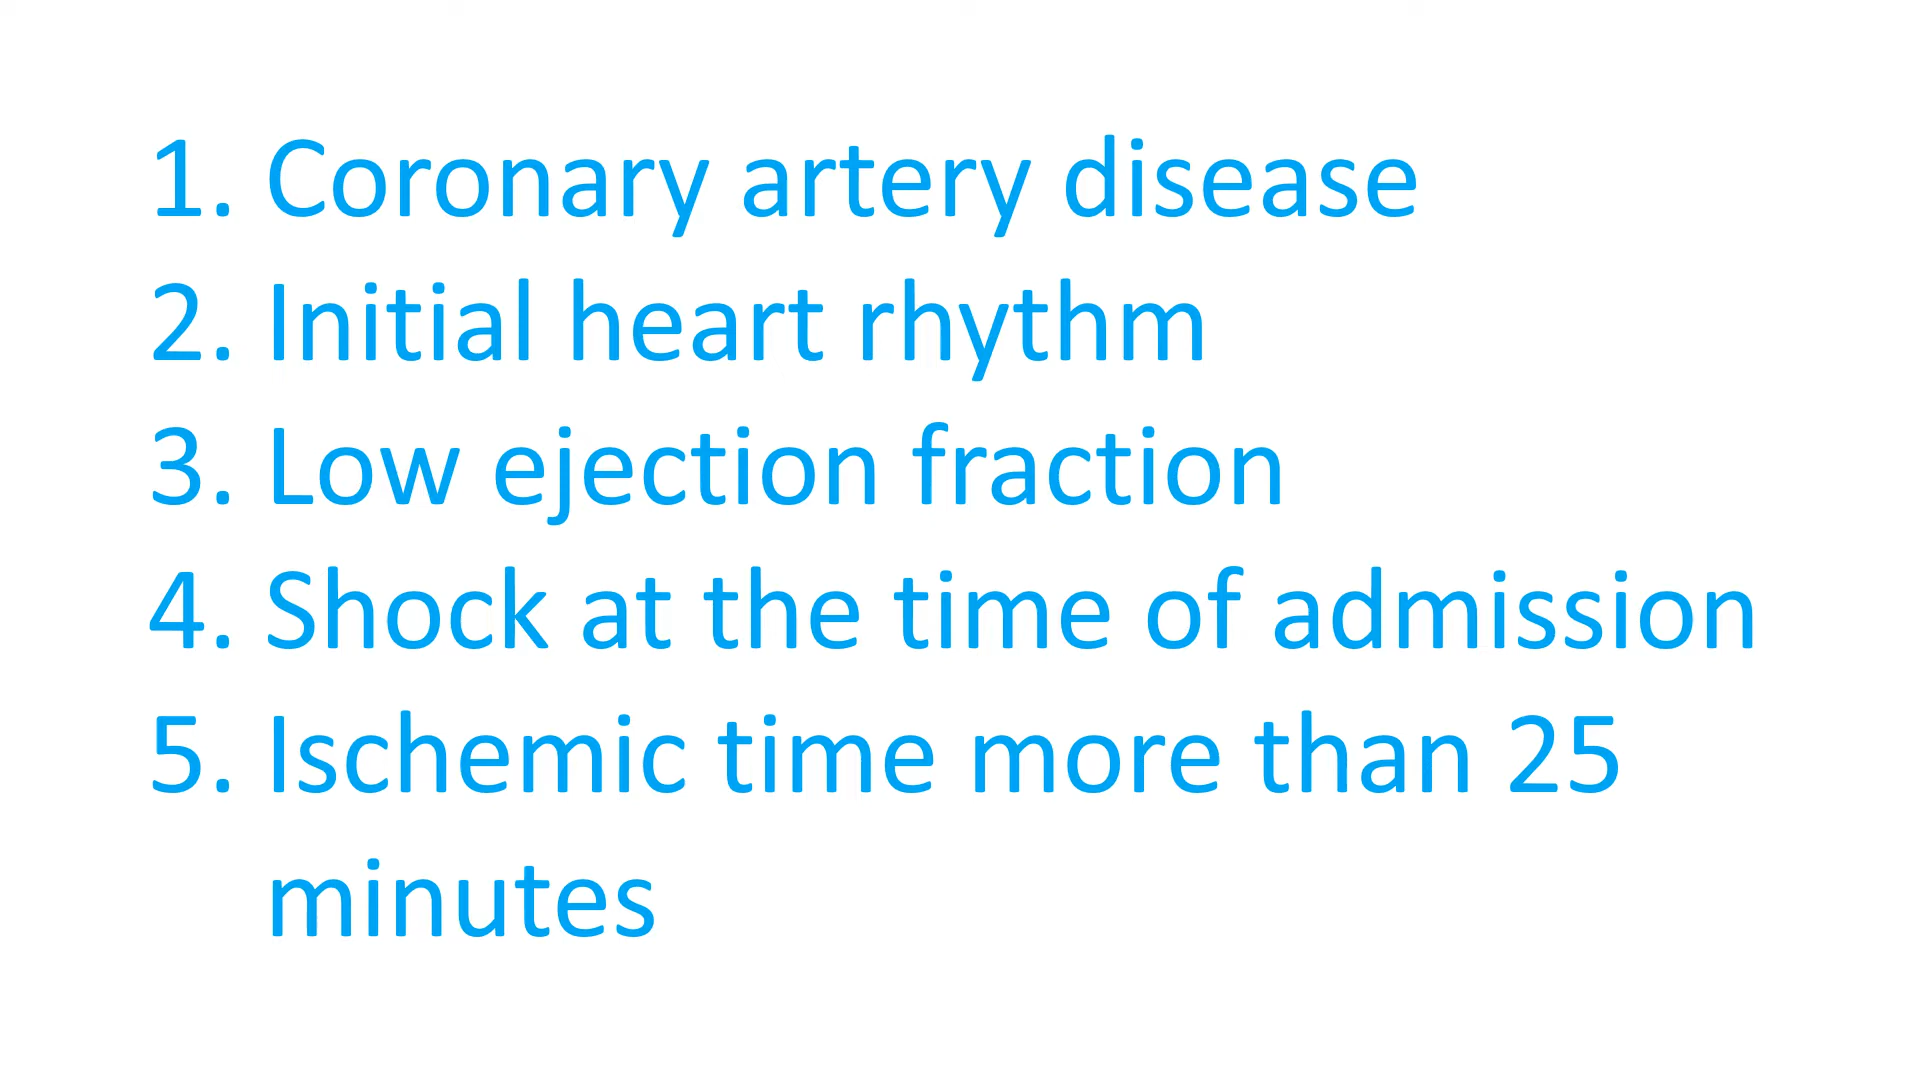 1. Coronary artery disease
2. Initial heart rhythm
3. Low ejection fraction
4. Shock at the time of admission
5. Ischemic time more than 25
minutes